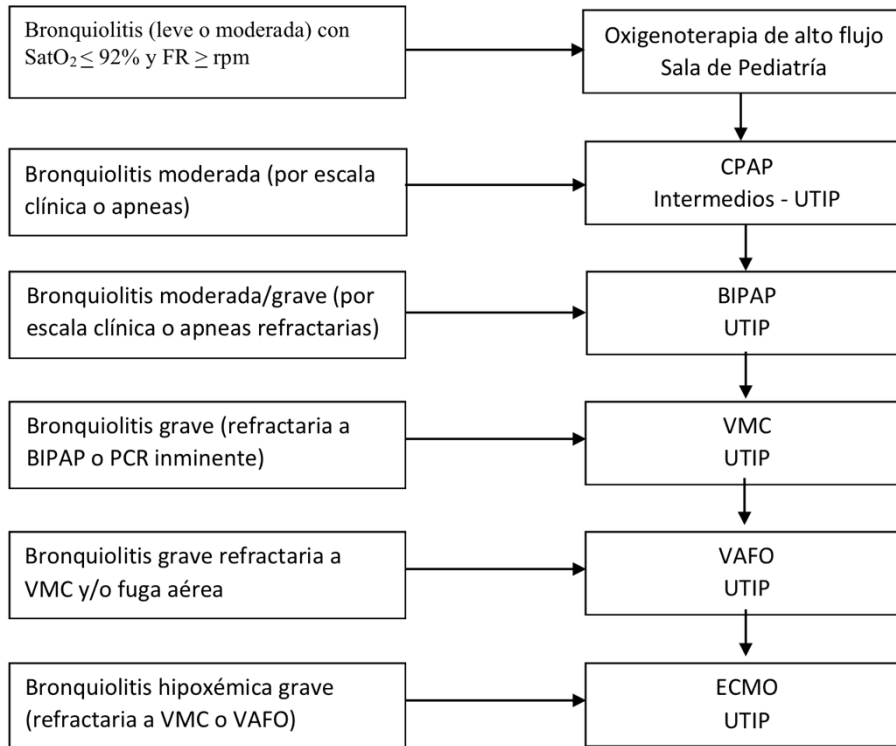 Bronquiolitis (leve o moderada) con
SatO₂ ≤ 92% y FR ≥ rpm
Oxigenoterapia de alto flujo
Sala de Pediatría
Bronquiolitis moderada (por escala
clínica o apneas)
CPAP
Intermedios - UTIP
Bronquiolitis moderada/grave (por
escala clínica o apneas refractarias)
BIPAP
UTIP
Bronquiolitis grave (refractaria a
BIPAP o PCR inminente)
VMC
UTIP
Bronquiolitis grave refractaria a
VMC y/o fuga aérea
VAFO
UTIP
Bronquiolitis hipoxémica grave
(refractaria a VMC o VAFO)
ECMO
UTIP